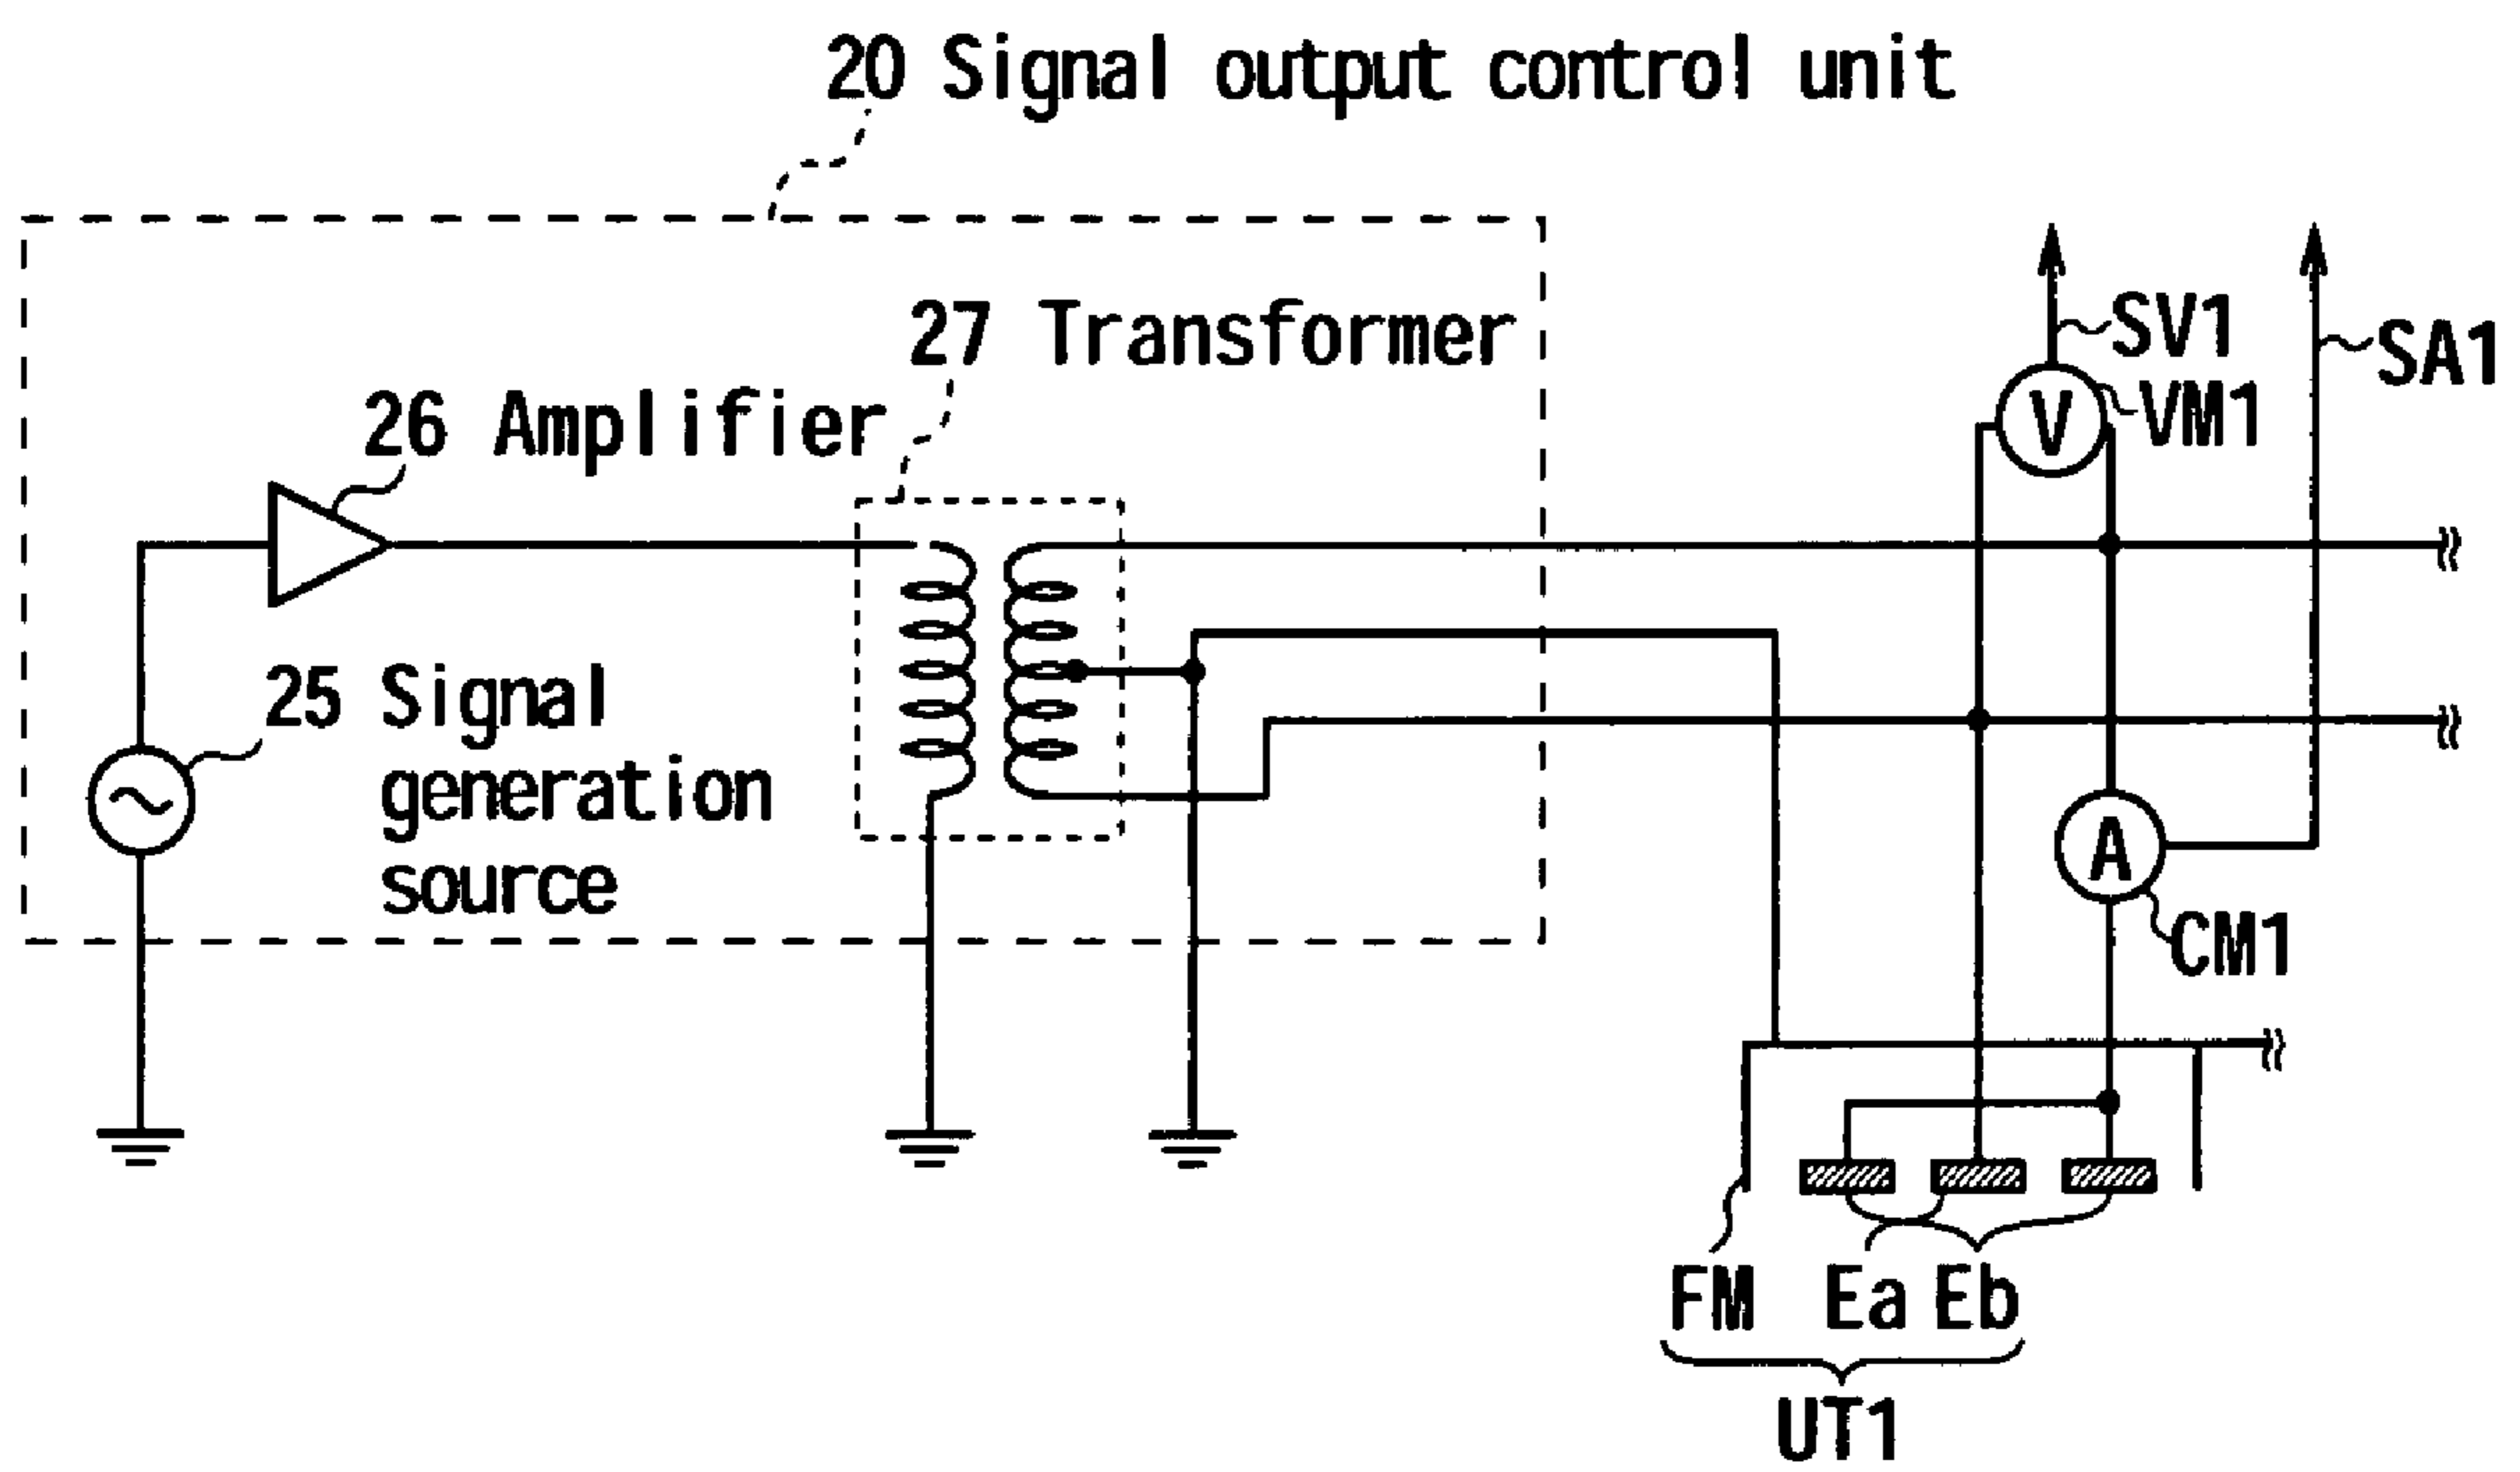 20 Signal output control unit
27 Transformer
26 Amplifier
25 Signal
generation
source
SV1
VM1
SA1
V
A
CM1
FM Ea Eb
UT1